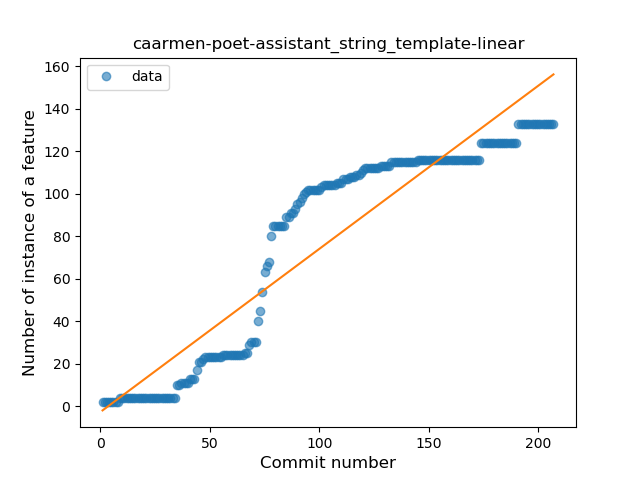 caarmen-poet-assistant_string_template-linear
data
Number of instance of a feature
160
140
120
100
80
60
40
20
0
0 50 100 150 200
Commit number